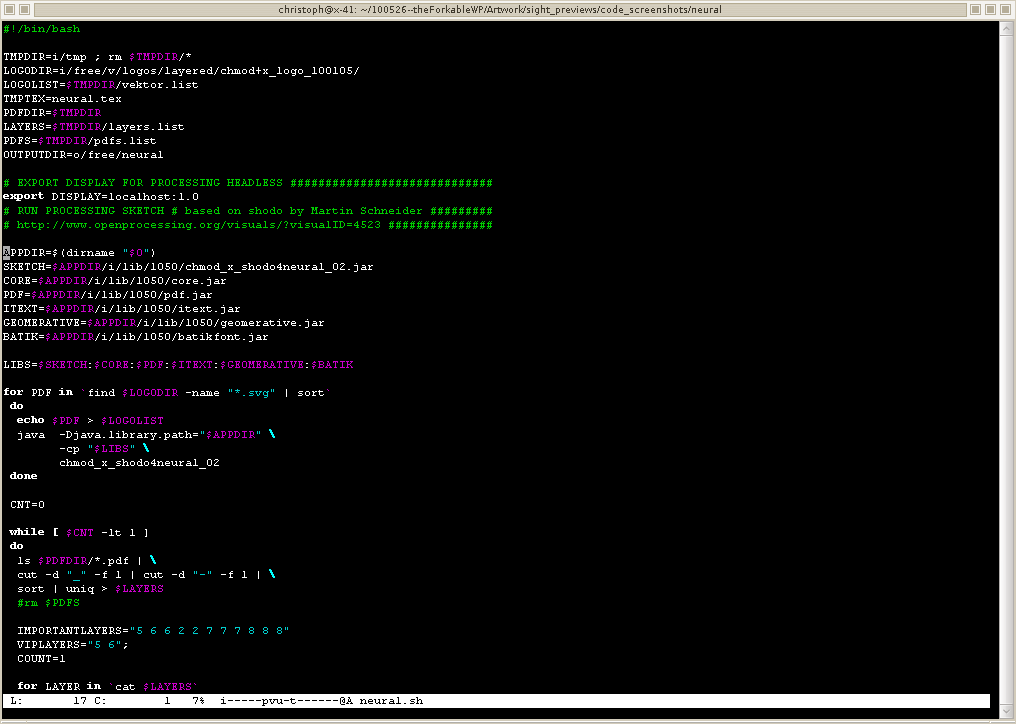 christoph@x-41: ~/100526--theForkableWP/Artwork/sight_previews/code_screenshots/neural
#!/bin/bash
TMPDIR=i/tmp ; rm $TMPDIR/*
LOGODIR=i/free/v/logos/layered/chmod+x_logo_100105/
LOGOLIST=$TMPDIR/vektor.list
TMPTEX=neural.tex
PDFDIR=$TMPDIR
LAYERS=$TMPDIR/layers.list
PDFS=$TMPDIR/pdfs.list
OUTPUTDIR=o/free/neural
# EXPORT DISPLAY FOR PROCESSING HEADLESS #############################
export DISPLAY=localhost:1.0
# RUN PROCESSING SKETCH # based on shodo by Martin Schneider #########
# http://www.openprocessing.org/visuals/?visualID=4523 ###############
APPDIR=$(dirname "$0")
SKETCH=$APPDIR/i/lib/1050/chmod_x_shodo4neural_02.jar
CORE=$APPDIR/i/lib/1050/core.jar
PDF=$APPDIR/i/lib/1050/pdf.jar
ITEXT=$APPDIR/i/lib/1050/itext.jar
GEOMERATIVE=$APPDIR/i/lib/1050/geomerative.jar
BATIK=$APPDIR/i/lib/1050/batikfont.jar
LIBS=$SKETCH:$CORE:$PDF:$ITEXT:$GEOMERATIVE:$BATIK
for PDF in `find $LOGODIR -name "*.svg" | sort`
do
echo $PDF > $LOGOLIST
java  -Djava.library.path="$APPDIR" \
-cp "$LIBS" \
chmod_x_shodo4neural_02
done
CNT=0
while [ $CNT -lt 1 ]
do
ls $PDFDIR/*.pdf | \
cut -d "_" -f 1 | cut -d "-" -f 1 | \
sort | uniq > $LAYERS
#rm $PDFS
IMPORTANTLAYERS="5 6 6 2 2 7 7 7 8 8 8"
VIPLAYERS="5 6";
COUNT=1
for LAYER in `cat $LAYERS`
L:       17 C:        1   7%  i-----pvu-t------@A neural.sh